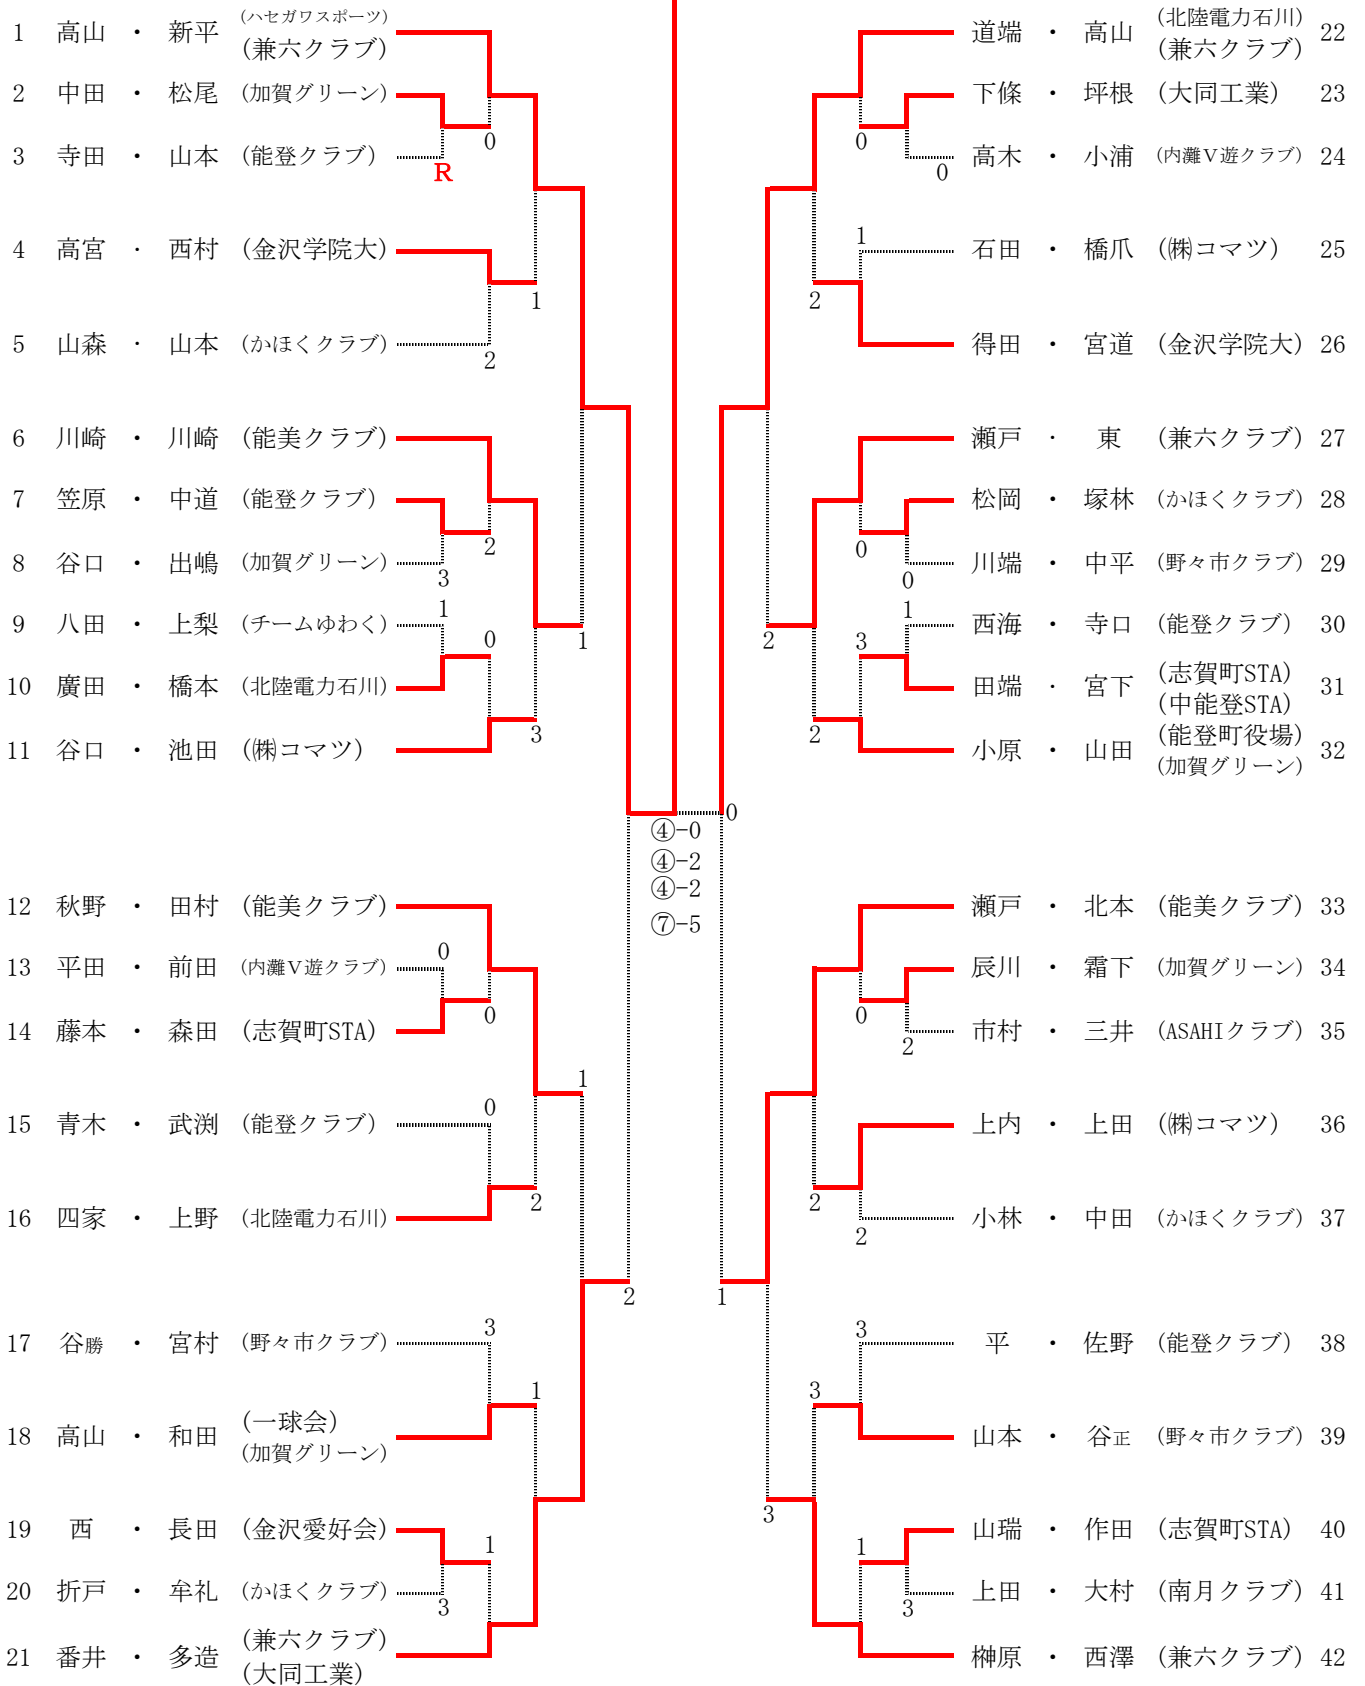 1 高山 ・ 新平 (ハセガワスポーツ)
(兼六クラブ)
2 中田 ・ 松尾 (加賀グリーン)
0
3 寺田 ・ 山本 (能登クラブ)
R
4 高宮 ・ 西村 (金沢学院大)
1
5 山森 ・ 山本 (かほくクラブ)
2
6 川崎 ・ 川崎 (能美クラブ)
7 笠原 ・ 中道 (能登クラブ)
2
8 谷口 ・ 出嶋 (加賀グリーン)
3
1
9 八田 ・ 上梨 (チームゆわく)
0
1
10 廣田 ・ 橋本 (北陸電力石川)
3
11 谷口 ・ 池田 (㈱コマツ)
12 秋野 ・ 田村 (能美クラブ)
0
13 平田 ・ 前田 (内灘V遊クラブ)
0
14 藤本 ・ 森田 (志賀町STA)
1
0
15 青木 ・ 武渕 (能登クラブ)
2
16 四家 ・ 上野 (北陸電力石川)
2
3
17 谷勝 ・ 宮村 (野々市クラブ)
1
18 高山 ・ 和田 (一球会)
(加賀グリーン)
19 西 ・ 長田 (金沢愛好会)
1
20 折戸 ・ 牟礼 (かほくクラブ)
3
21 番井 ・ 多造 (兼六クラブ)
(大同工業)
0
④-0
④-2
④-2
⑦-5
道端 ・ 高山 (北陸電力石川) 22
(兼六クラブ)
下條 ・ 坪根 (大同工業) 23
0
高木 ・ 小浦 (内灘V遊クラブ) 24
0
1
石田 ・ 橋爪 (㈱コマツ) 25
2
得田 ・ 宮道 (金沢学院大) 26
瀬戸 ・ 東 (兼六クラブ) 27
松岡 ・ 塚林 (かほくクラブ) 28
0
川端 ・ 中平 (野々市クラブ) 29
0
1
西海 ・ 寺口 (能登クラブ) 30
2
3
田端 ・ 宮下 (志賀町STA) 31
(中能登STA)
2
小原 ・ 山田 (能登町役場) 32
(加賀グリーン)
瀬戸 ・ 北本 (能美クラブ) 33
辰川 ・ 霜下 (加賀グリーン) 34
0
市村 ・ 三井 (ASAHIクラブ) 35
2
上内 ・ 上田 (㈱コマツ) 36
2
小林 ・ 中田 (かほくクラブ) 37
2
1
3
平 ・ 佐野 (能登クラブ) 38
3
山本 ・ 谷正 (野々市クラブ) 39
3
山瑞 ・ 作田 (志賀町STA) 40
1
上田 ・ 大村 (南月クラブ) 41
3
榊原 ・ 西澤 (兼六クラブ) 42